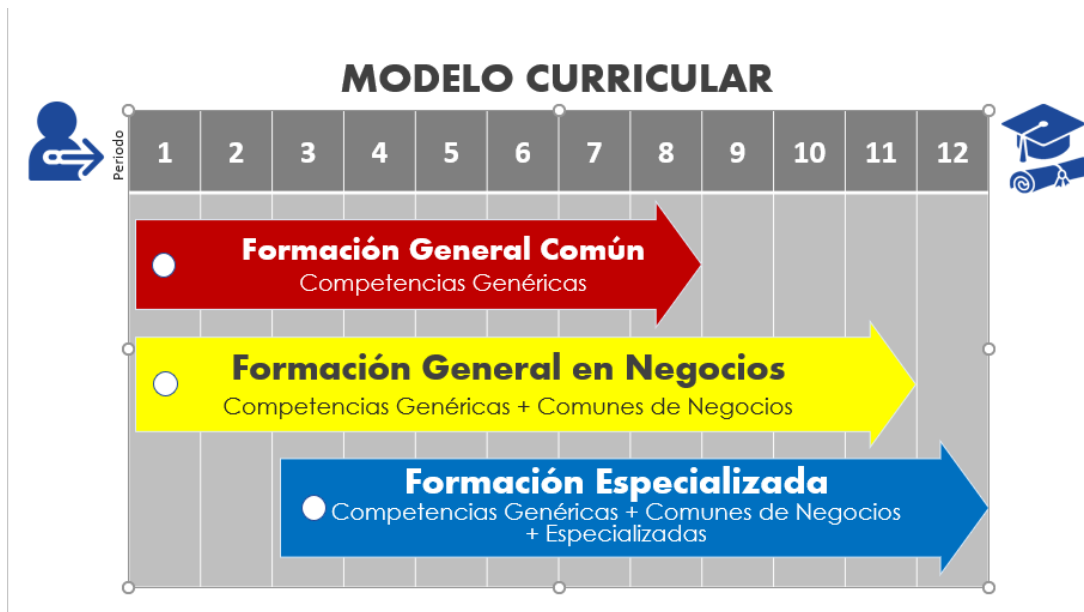 MODELO CURRICULAR
Periodo
1 2 3 4 5 6 7 8 9 10 11 12
Formación General Común
Competencias Genéricas
Formación General en Negocios
Competencias Genéricas + Comunes de Negocios
Formación Especializada
Competencias Genéricas + Comunes de Negocios
+ Especializadas